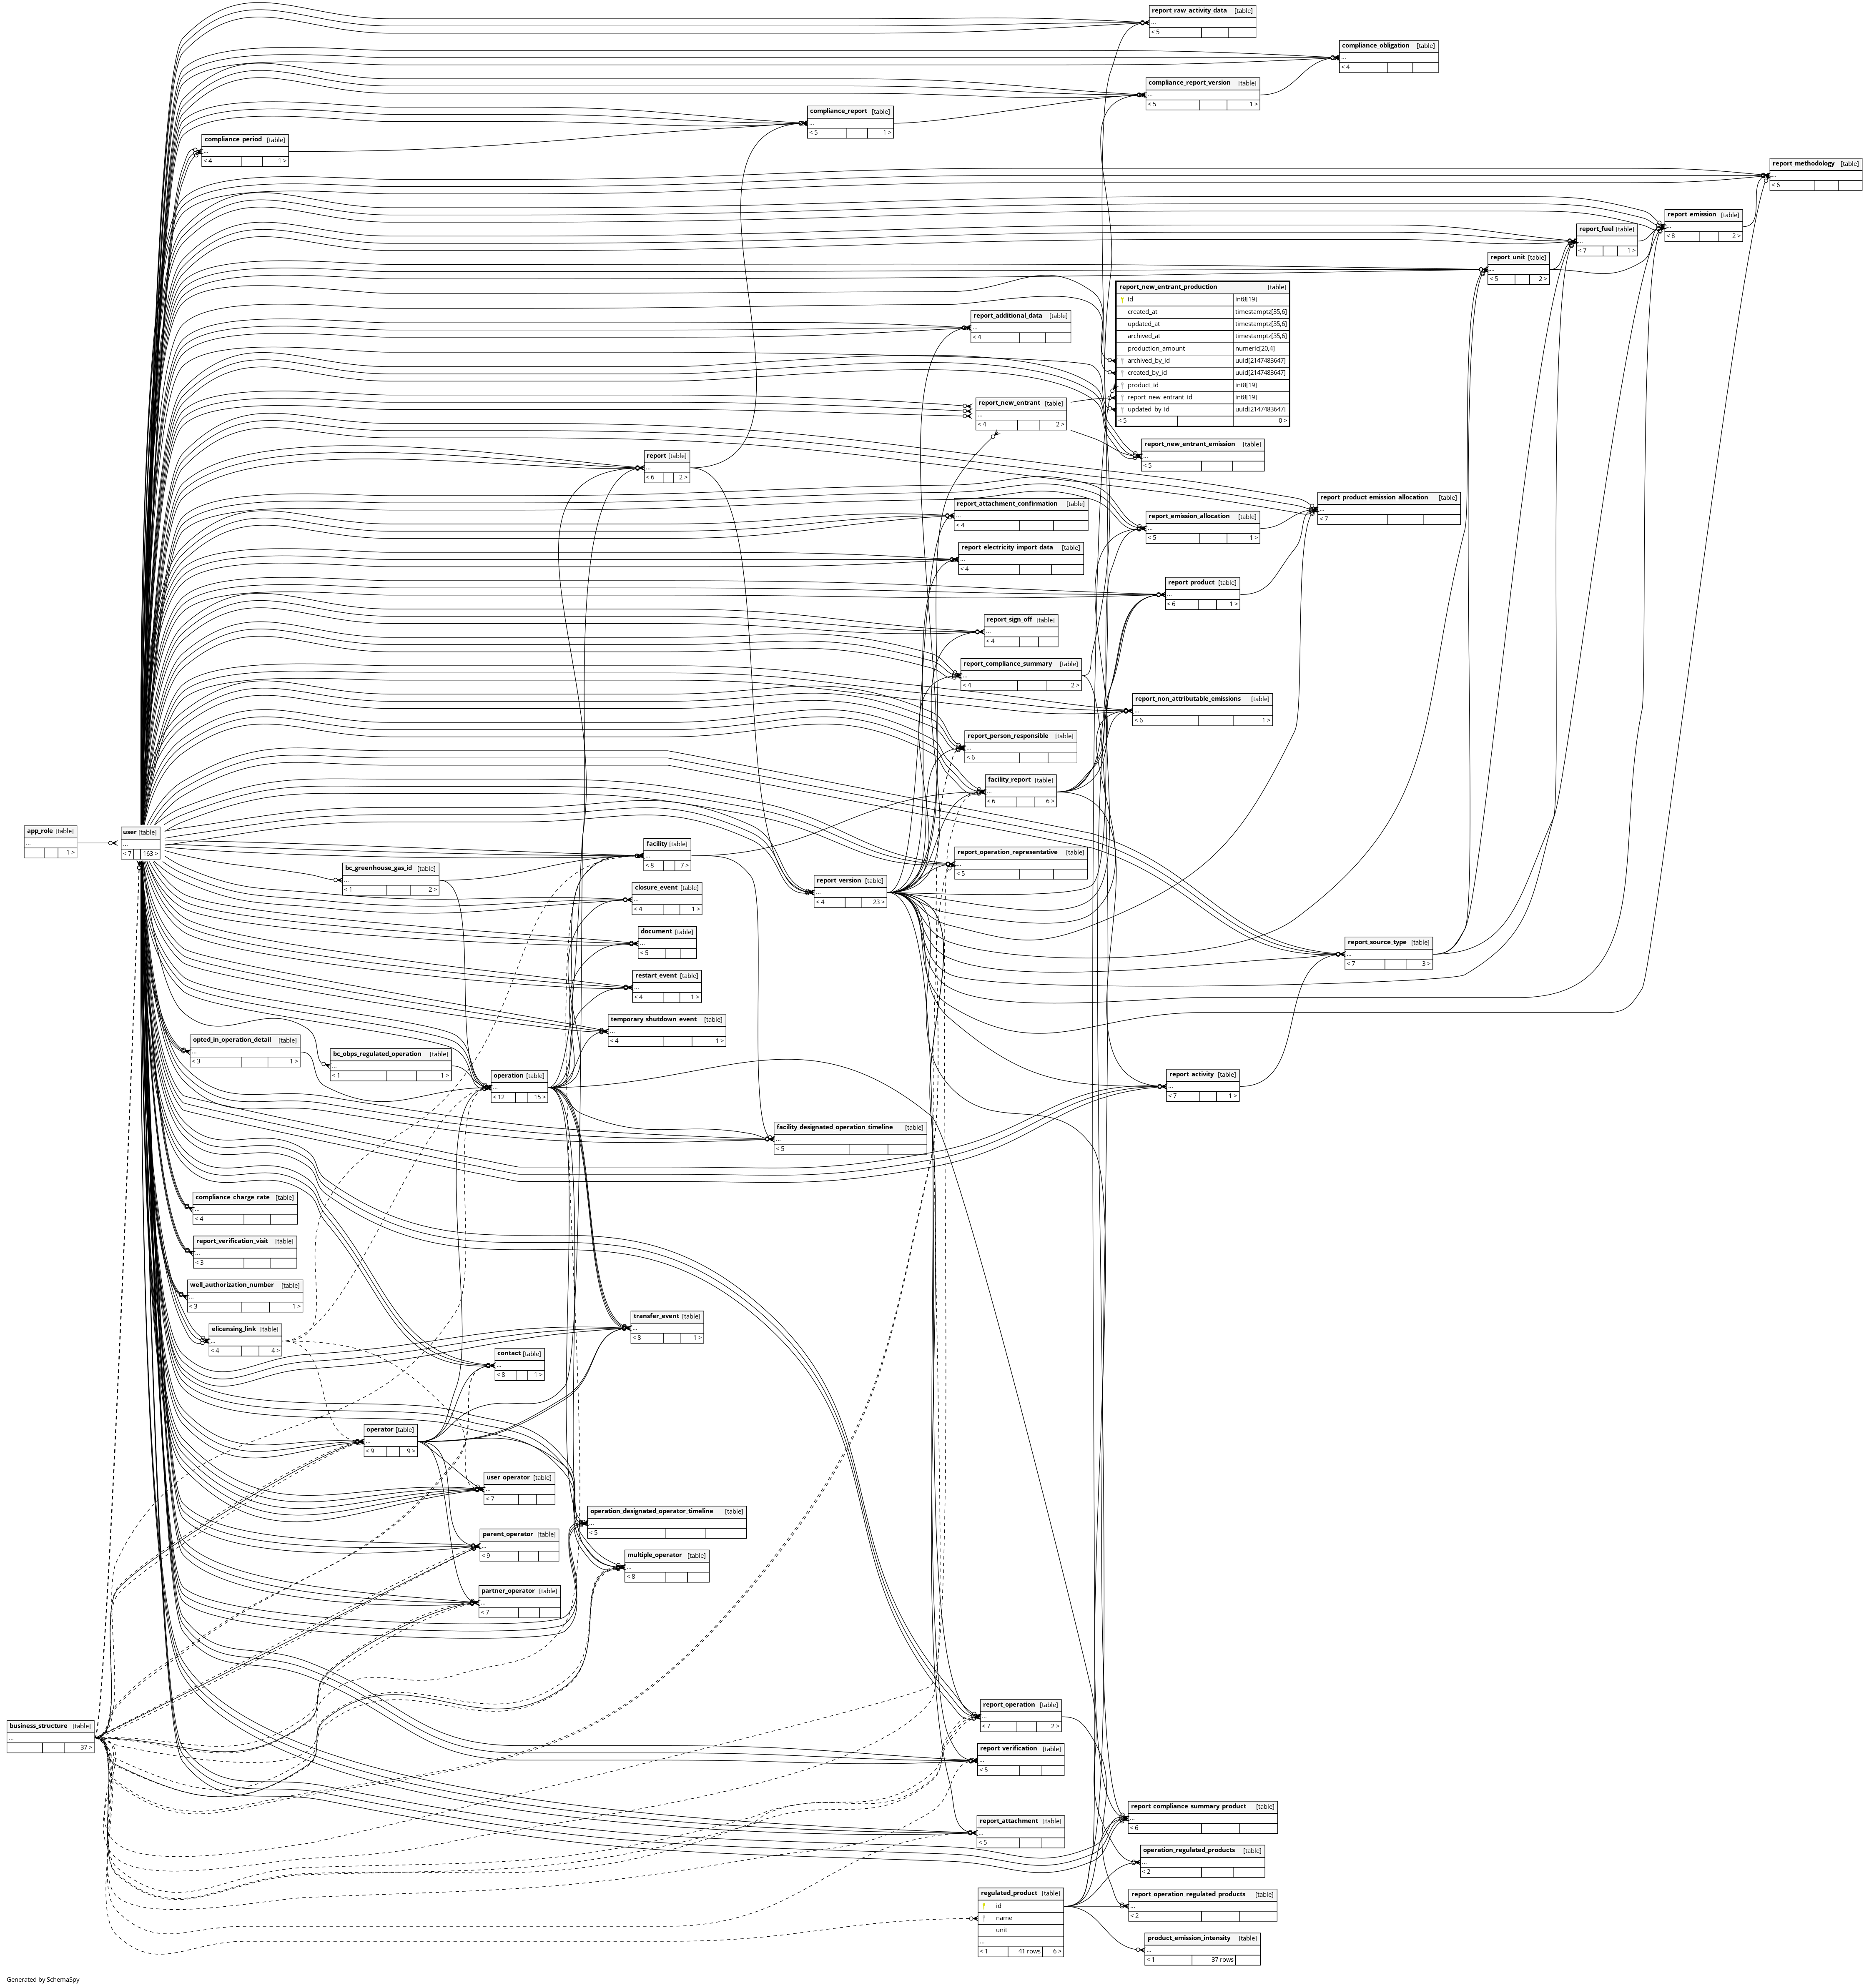 report_raw_activity_data [table]
...
< 5
compliance_obligation [table]
...
< 4
compliance_report_version [table]
...
< 5 1 >
compliance_report [table]
...
< 5 1 >
compliance_period [table]
...
< 4 1 >
report_methodology [table]
...
< 6
report_emission [table]
...
< 8 2 >
report_fuel [table]
...
< 7 1 >
report_unit [table]
...
< 5 2 >
report_new_entrant_production [table]
id int8[19]
created_at timestamptz[35,6]
updated_at timestamptz[35,6]
archived_at timestamptz[35,6]
production_amount numeric[20,4]
archived_by_id uuid[2147483647]
created_by_id uuid[2147483647]
product_id int8[19]
report_new_entrant_id int8[19]
updated_by_id uuid[2147483647]
< 5 0 >
report_additional_data [table]
...
< 4
report_new_entrant [table]
...
< 4 2 >
report_new_entrant_emission [table]
...
< 5
report [table]
...
< 6 2 >
report_product_emission_allocation [table]
...
< 7
report_attachment_confirmation [table]
...
< 4
report_emission_allocation [table]
...
< 5 1 >
report_electricity_import_data [table]
...
< 4
report_product [table]
...
< 6 1 >
report_sign_off [table]
...
< 4
report_compliance_summary [table]
...
< 4 2 >
report_non_attributable_emissions [table]
...
< 6 1 >
report_person_responsible [table]
...
< 6
facility_report [table]
...
< 6 6 >
app_role [table]
...
1 >
user [table]
...
< 7 163 >
facility [table]
...
< 8 7 >
report_operation_representative [table]
...
< 5
bc_greenhouse_gas_id [table]
...
< 1 2 >
report_version [table]
...
< 4 23 >
closure_event [table]
...
< 4 1 >
document [table]
...
< 5
report_source_type [table]
...
< 7 3 >
restart_event [table]
...
< 4 1 >
temporary_shutdown_event [table]
...
< 4 1 >
opted_in_operation_detail [table]
...
< 3 1 >
bc_obps_regulated_operation [table]
...
< 1 1 >
operation [table]
...
< 12 15 >
report_activity [table]
...
< 7 1 >
facility_designated_operation_timeline [table]
...
< 5
compliance_charge_rate [table]
...
< 4
report_verification_visit [table]
...
< 3
well_authorization_number [table]
...
< 3 1 >
elicensing_link [table]
...
< 4 4 >
transfer_event [table]
...
< 8 1 >
contact [table]
...
< 8 1 >
operator [table]
...
< 9 9 >
user_operator [table]
...
< 7
operation_designated_operator_timeline [table]
...
< 5
parent_operator [table]
...
< 9
multiple_operator [table]
...
< 8
partner_operator [table]
...
< 7
report_operation [table]
...
< 7 2 >
business_structure [table]
...
37 >
report_verification [table]
...
< 5
report_compliance_summary_product [table]
...
< 6
report_attachment [table]
...
< 5
operation_regulated_products [table]
...
< 2
regulated_product [table]
id
name
unit
...
< 1 41 rows 6 >
report_operation_regulated_products [table]
...
< 2
product_emission_intensity [table]
...
< 1 37 rows
Generated by SchemaSpy